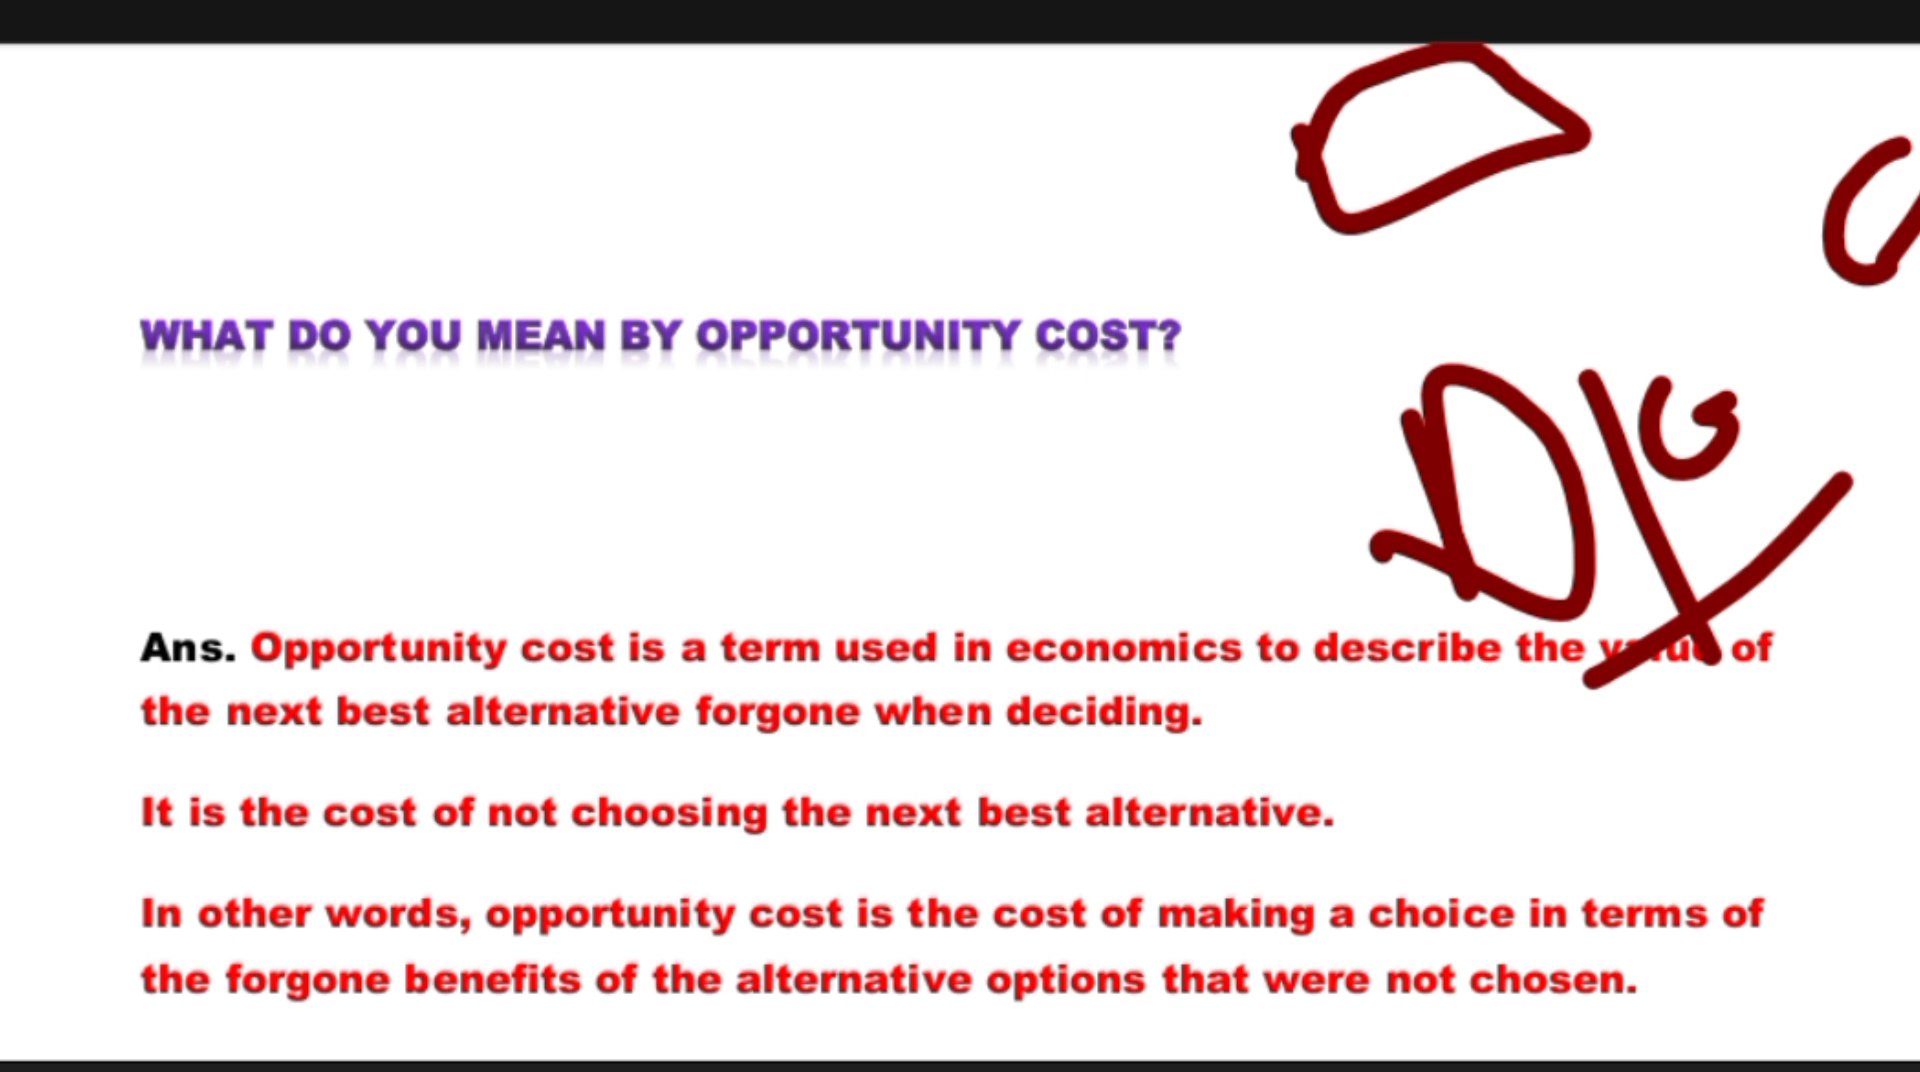 WHAT DO YOU MEAN BY OPPORTUNITY COST?
Ans. Opportunity cost is a term used in economics to describe the value of
the next best alternative forgone when deciding.
It is the cost of not choosing the next best alternative.
In other words, opportunity cost is the cost of making a choice in terms of
the forgone benefits of the alternative options that were not chosen.